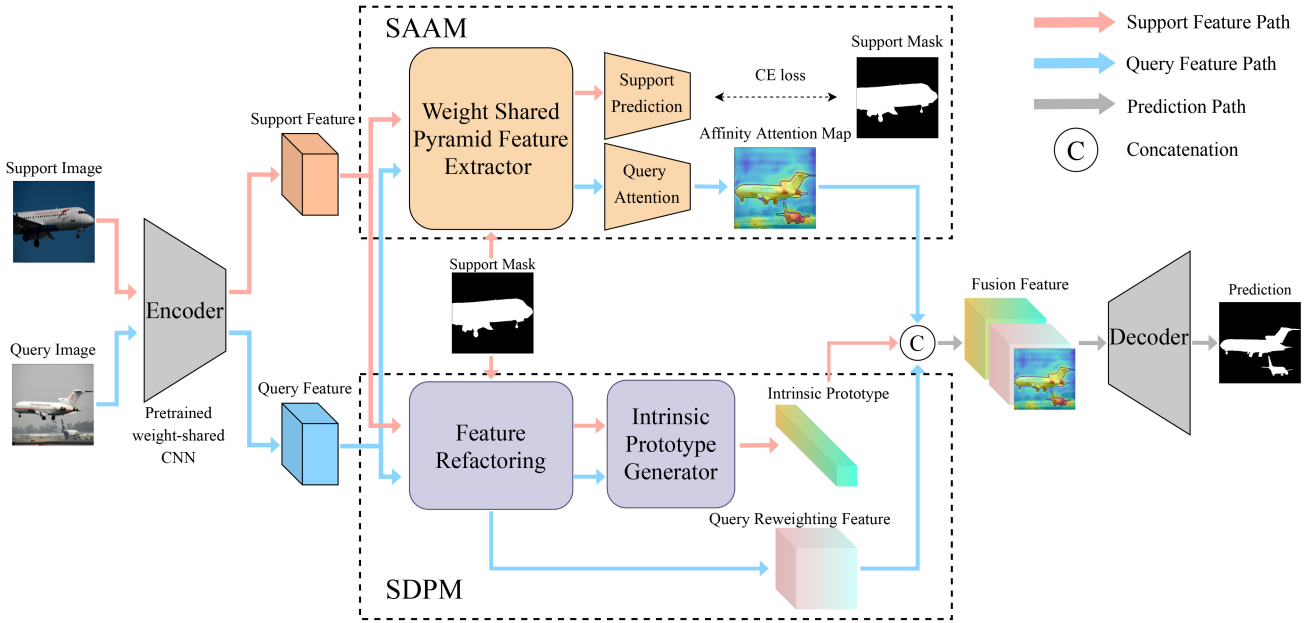 SAAM
Support Feature Path
Query Feature Path
Prediction Path
C
Concatenation
Support Mask
CE loss
Support
Prediction
Weight Shared
Pyramid Feature
Extractor
Affinity Attention Map
Query
Attention
Support Feature
Support Image
Encoder
Query Image
Pretrained
weight-shared
CNN
Query Feature
Support Mask
Feature
Refactoring
Intrinsic
Prototype
Generator
Intrinsic Prototype
Query Reweighting Feature
SDPM
C
Fusion Feature
Decoder
Prediction